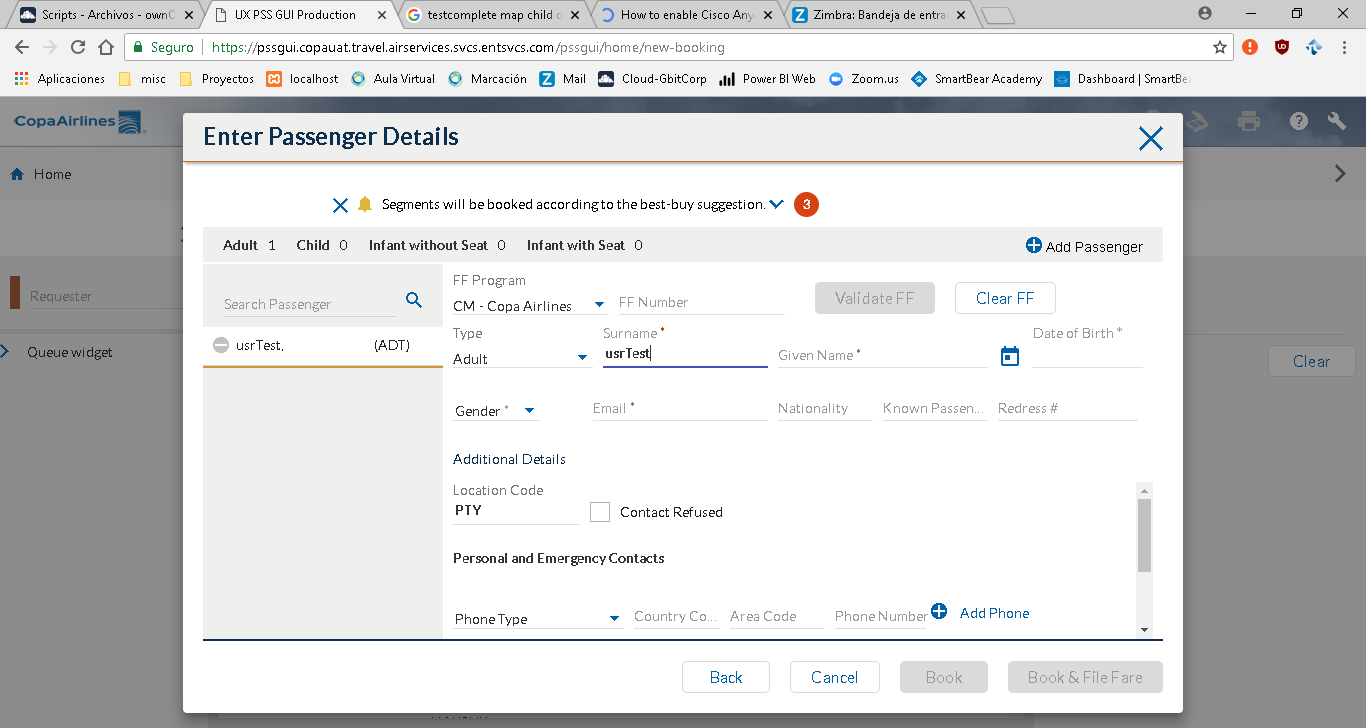 Scripts - Archivos - ownC
UX PSS GUI Production
testcomplete map child o
How to enable Cisco Any
Zimbra: Bandeja de entra
Seguro
https://pssgui.copauat.travel.airservices.svcs.entsvcs.com/pssgui/home/new-booking
Aplicaciones misc Proyectos localhost Aula Virtual Marcación Mail Cloud-GbitCorp Power BI Web Zoom.us SmartBear Academy Dashboard | SmartBea
CopaAirlines
Enter Passenger Details
Home
Segments will be booked according to the best-buy suggestion. 3
Adult 1 Child 0 Infant without Seat 0 Infant with Seat 0 Add Passenger
FF Program
Requester
Search Passenger
CM - Copa Airlines FF Number Validate FF Clear FF
Type Surname * Date of Birth *
Queue widget
usrTest, (ADT)
Adult usrTest Given Name *
Clear
Gender * Email * Nationality Known Passen... Redress #
Additional Details
Location Code
PTY Contact Refused
Personal and Emergency Contacts
Phone Type Country Co... Area Code Phone Number Add Phone
Back Cancel Book Book & File Fare